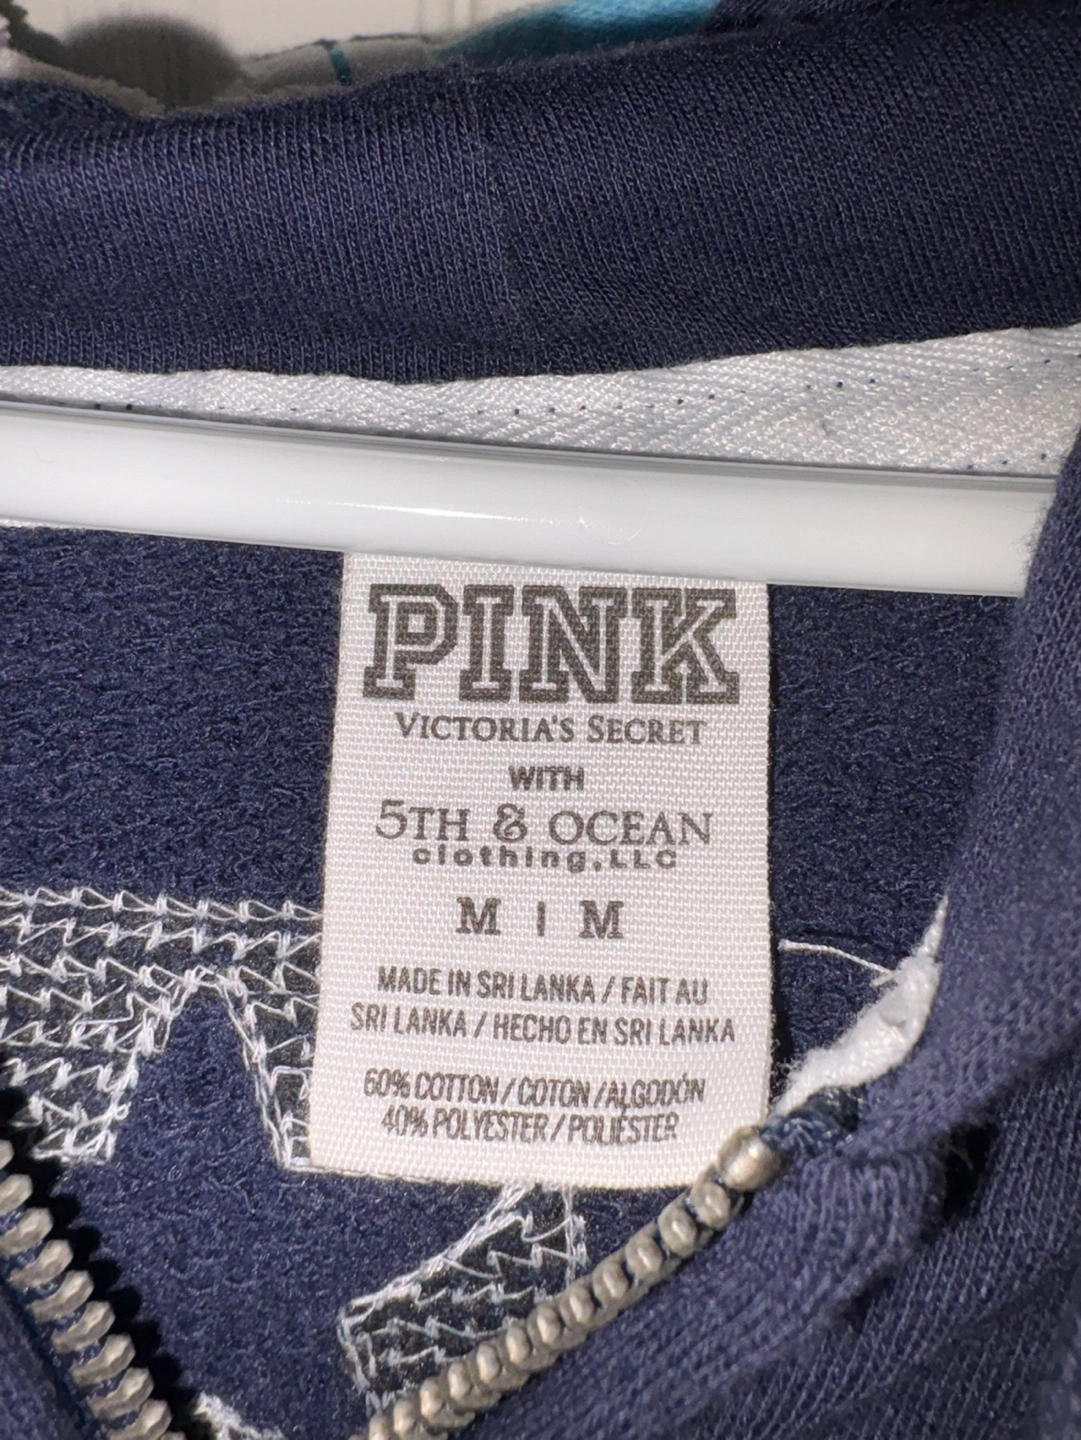 PINK
VICTORIA'S SECRET
WITH
5TH & OCEAN
clothing,LLC
M | M
MADE IN SRI LANKA / FAIT AU
SRI LANKA / HECHO EN SRI LANKA
60% COTTON / COTON / ALGODÓN
40% POLYESTER / POLIÉSTER